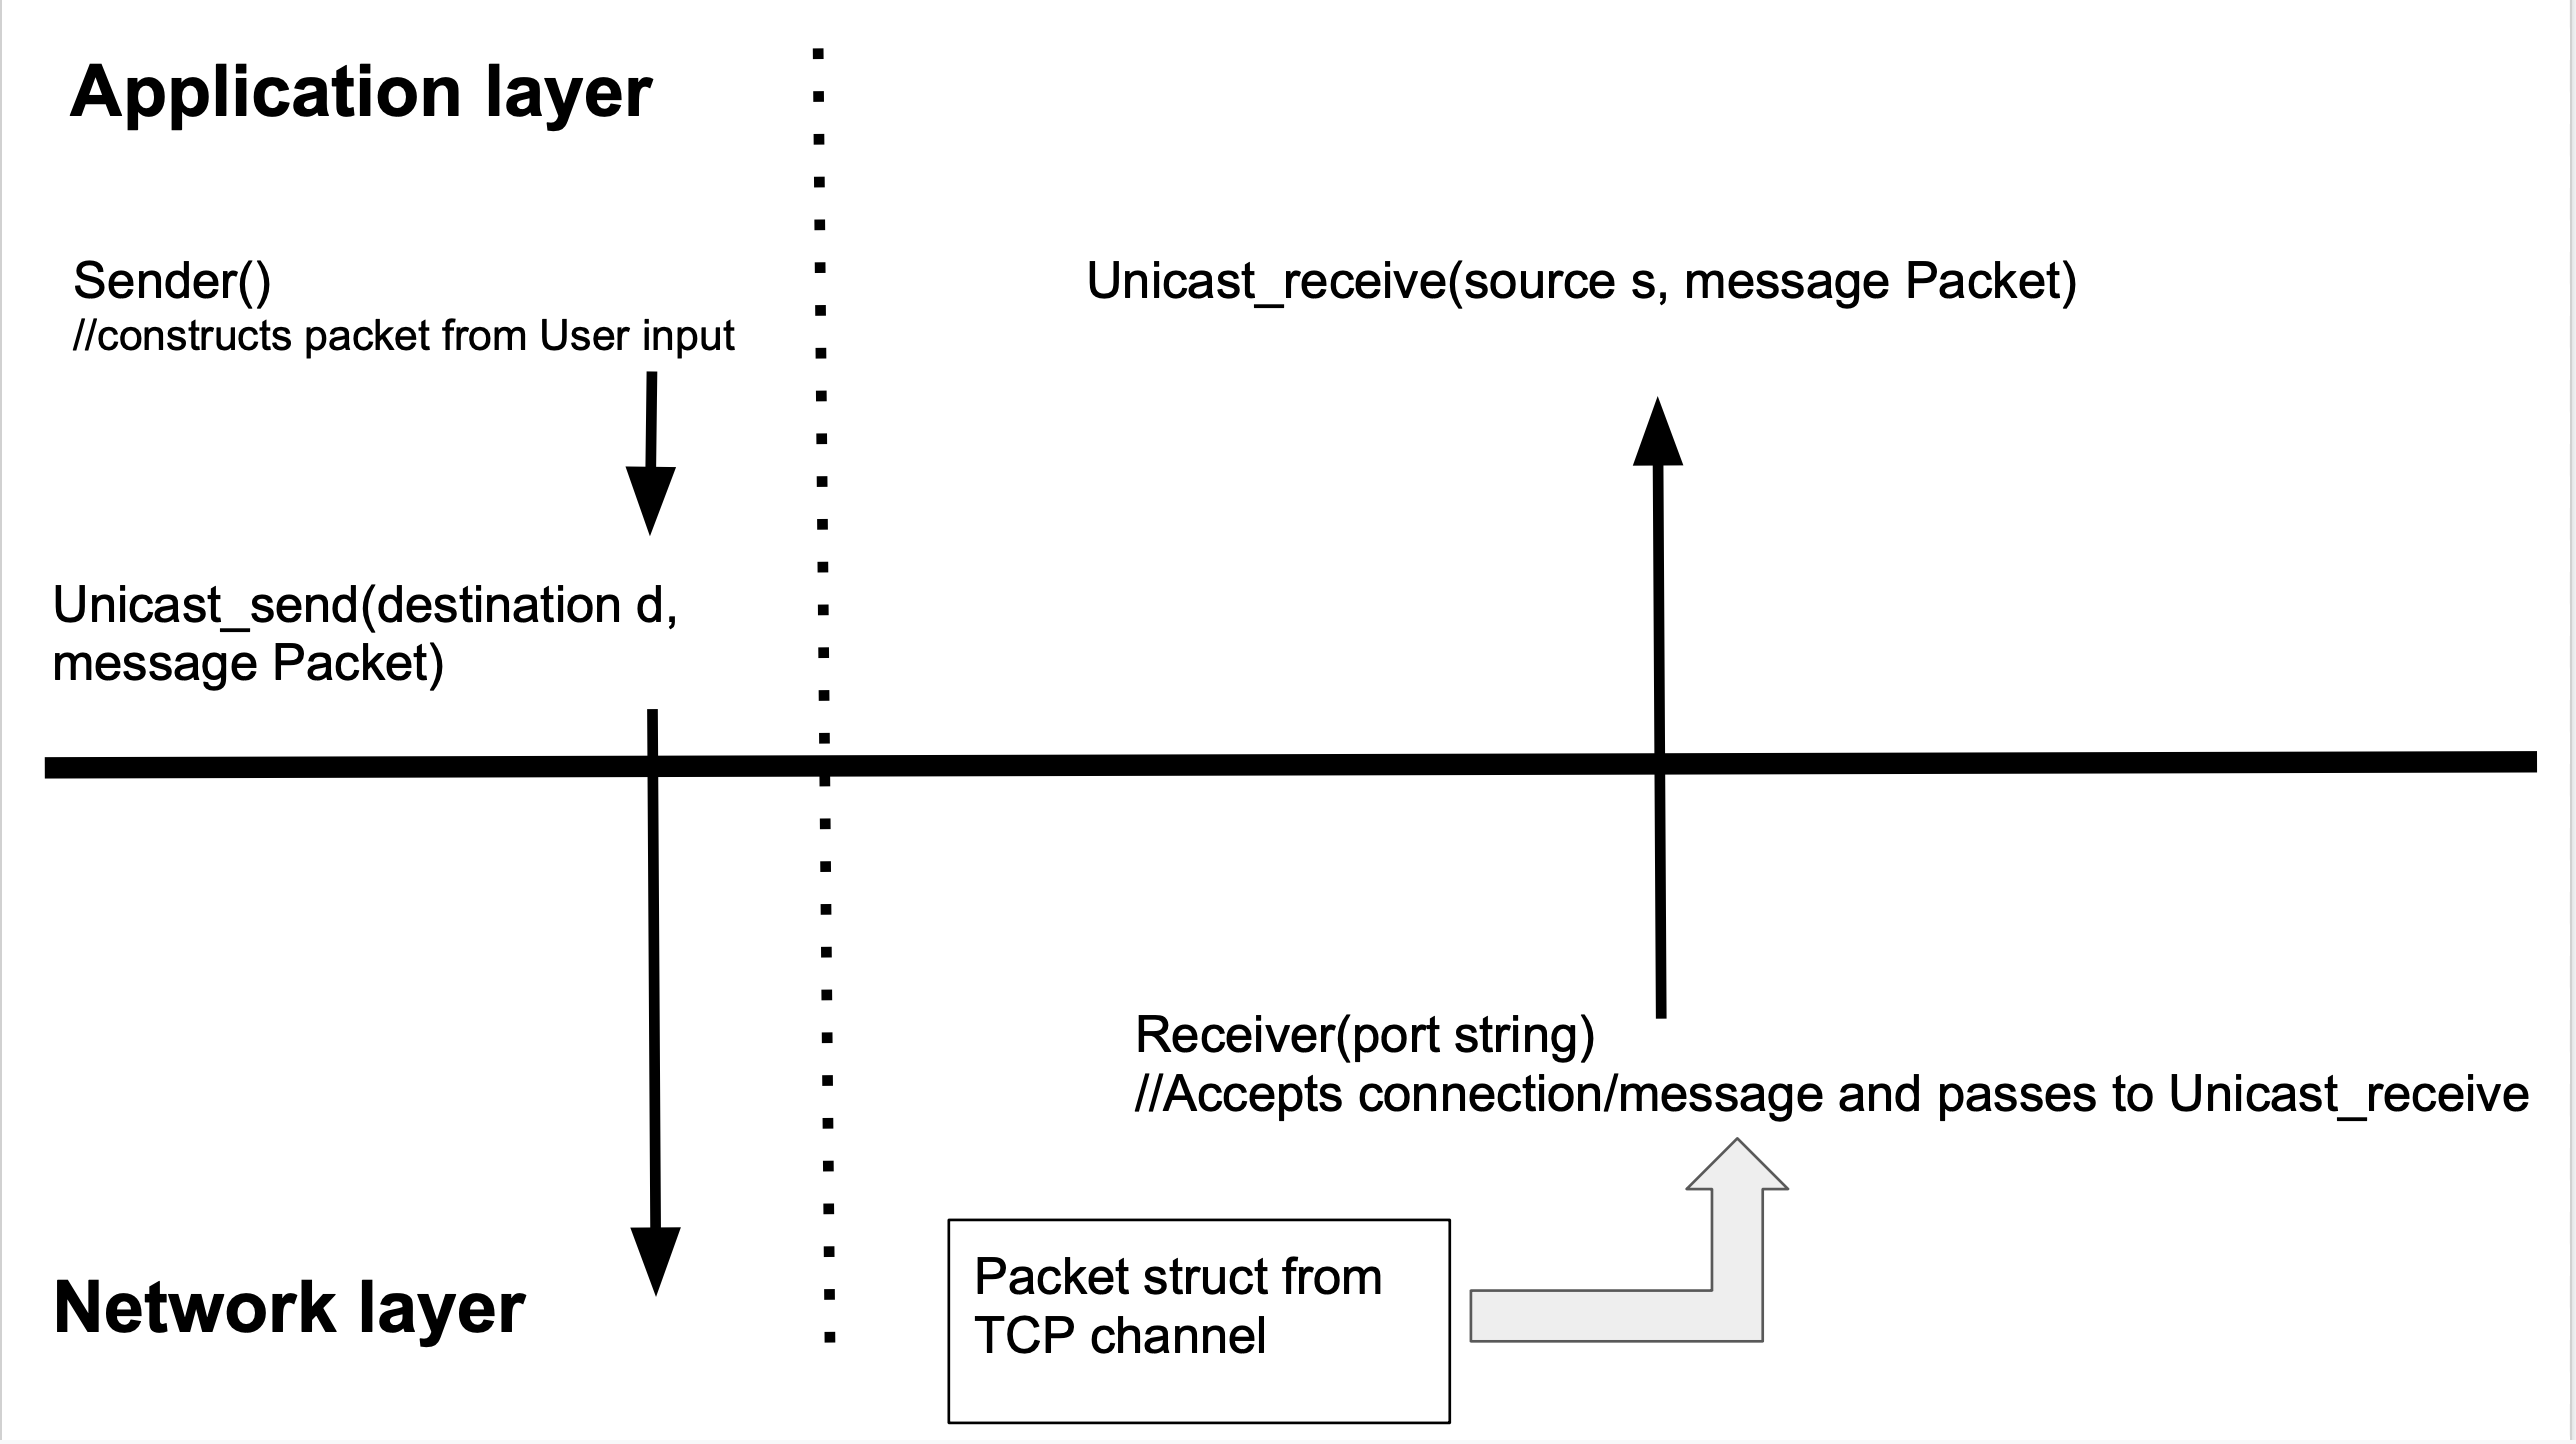 Application layer
Sender()
//constructs packet from User input
Unicast_send(destination d,
message Packet)
Unicast_receive(source s, message Packet)
Receiver(port string)
//Accepts connection/message and passes to Unicast_receive
Packet struct from
TCP channel
Network layer